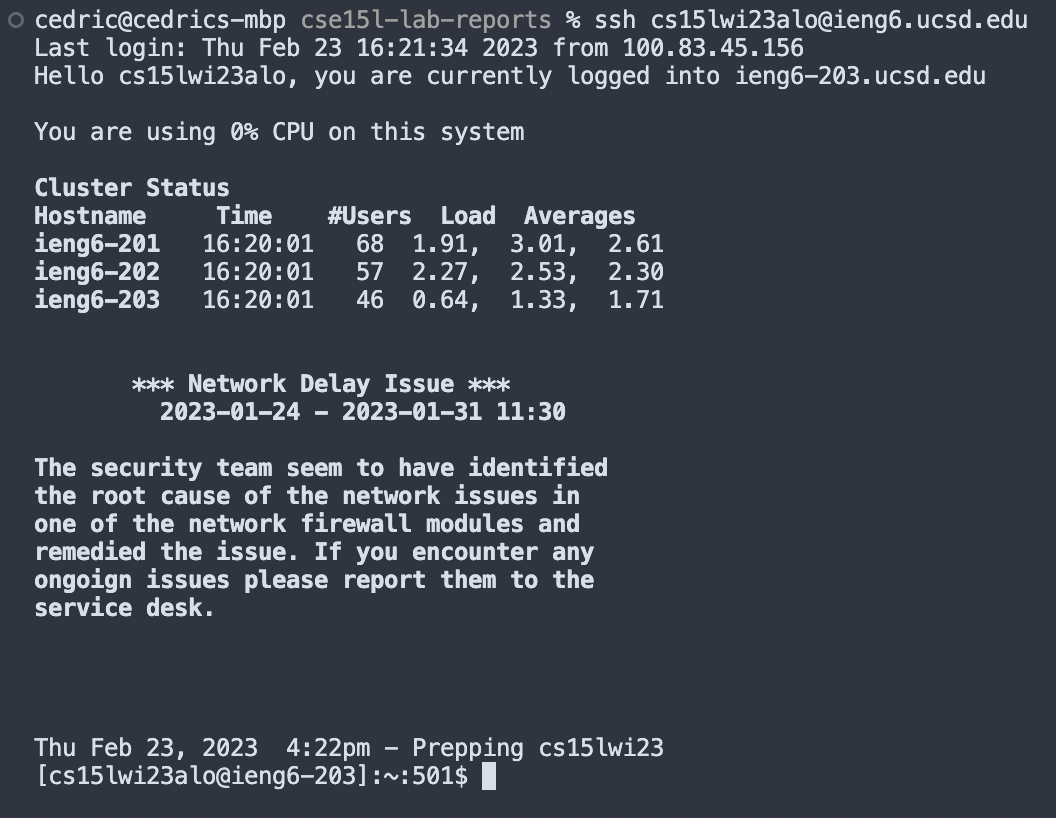 cedric@cedrics-mbp cse15l-lab-reports % ssh cs15lwi23alo@ieng6.ucsd.edu
Last login: Thu Feb 23 16:21:34 2023 from 100.83.45.156
Hello cs15lwi23alo, you are currently logged into ieng6-203.ucsd.edu
You are using 0% CPU on this system
Cluster Status
Hostname     Time    #Users  Load  Averages
ieng6-201   16:20:01   68  1.91,  3.01,  2.61
ieng6-202   16:20:01   57  2.27,  2.53,  2.30
ieng6-203   16:20:01   46  0.64,  1.33,  1.71
*** Network Delay Issue ***
2023-01-24 - 2023-01-31 11:30
The security team seem to have identified
the root cause of the network issues in
one of the network firewall modules and
remedied the issue. If you encounter any
ongoign issues please report them to the
service desk.
Thu Feb 23, 2023  4:22pm - Prepping cs15lwi23
[cs15lwi23alo@ieng6-203]:~:501$